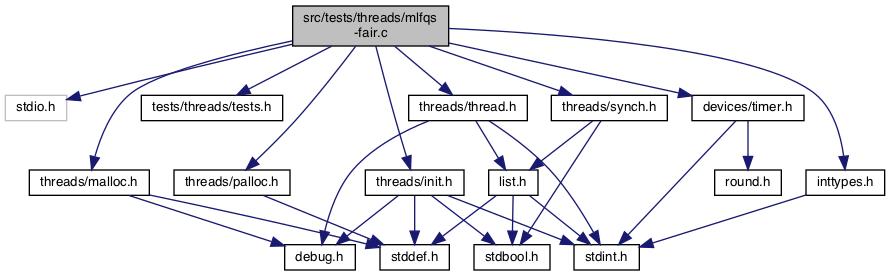 src/tests/threads/mlfqs
-fair.c
stdio.h
tests/threads/tests.h
threads/thread.h
threads/synch.h
devices/timer.h
threads/malloc.h
threads/palloc.h
threads/init.h
list.h
round.h
inttypes.h
debug.h
stddef.h
stdbool.h
stdint.h